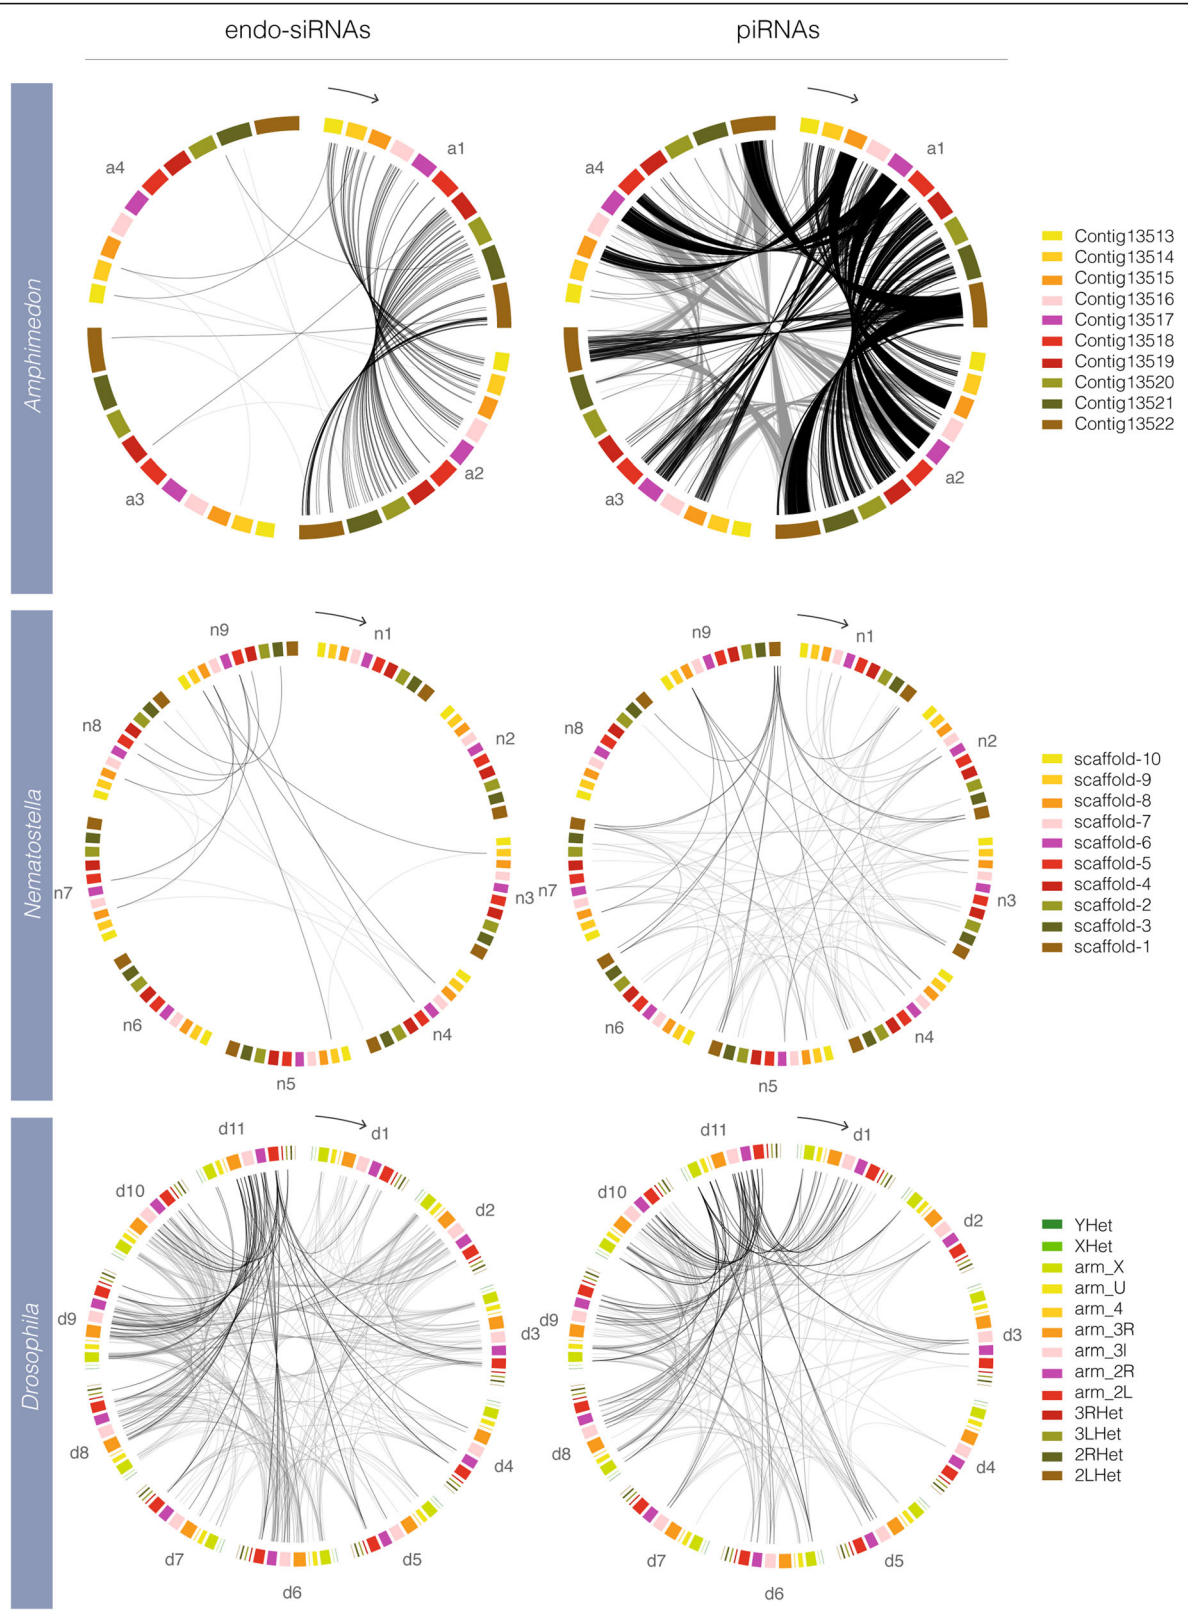 endo-siRNAs piRNAs
Amphimedon
a1
a2
a3
a4
a1
a2
a3
a4
Contig13513
Contig13514
Contig13515
Contig13516
Contig13517
Contig13518
Contig13519
Contig13520
Contig13521
Contig13522
Nematostella
n1
n2
n3
n4
n5
n6
n7
n8
n9
n1
n2
n3
n4
n5
n6
n7
n8
n9
scaffold-10
scaffold-9
scaffold-8
scaffold-7
scaffold-6
scaffold-5
scaffold-4
scaffold-2
scaffold-3
scaffold-1
Drosophila
d1
d2
d3
d4
d5
d6
d7
d8
d9
d10
d11
d1
d2
d3
d4
d5
d6
d7
d8
d9
d10
d11
YHet
XHet
arm_X
arm_U
arm_4
arm_3R
arm_3l
arm_2R
arm_2L
3RHet
3LHet
2RHet
2LHet